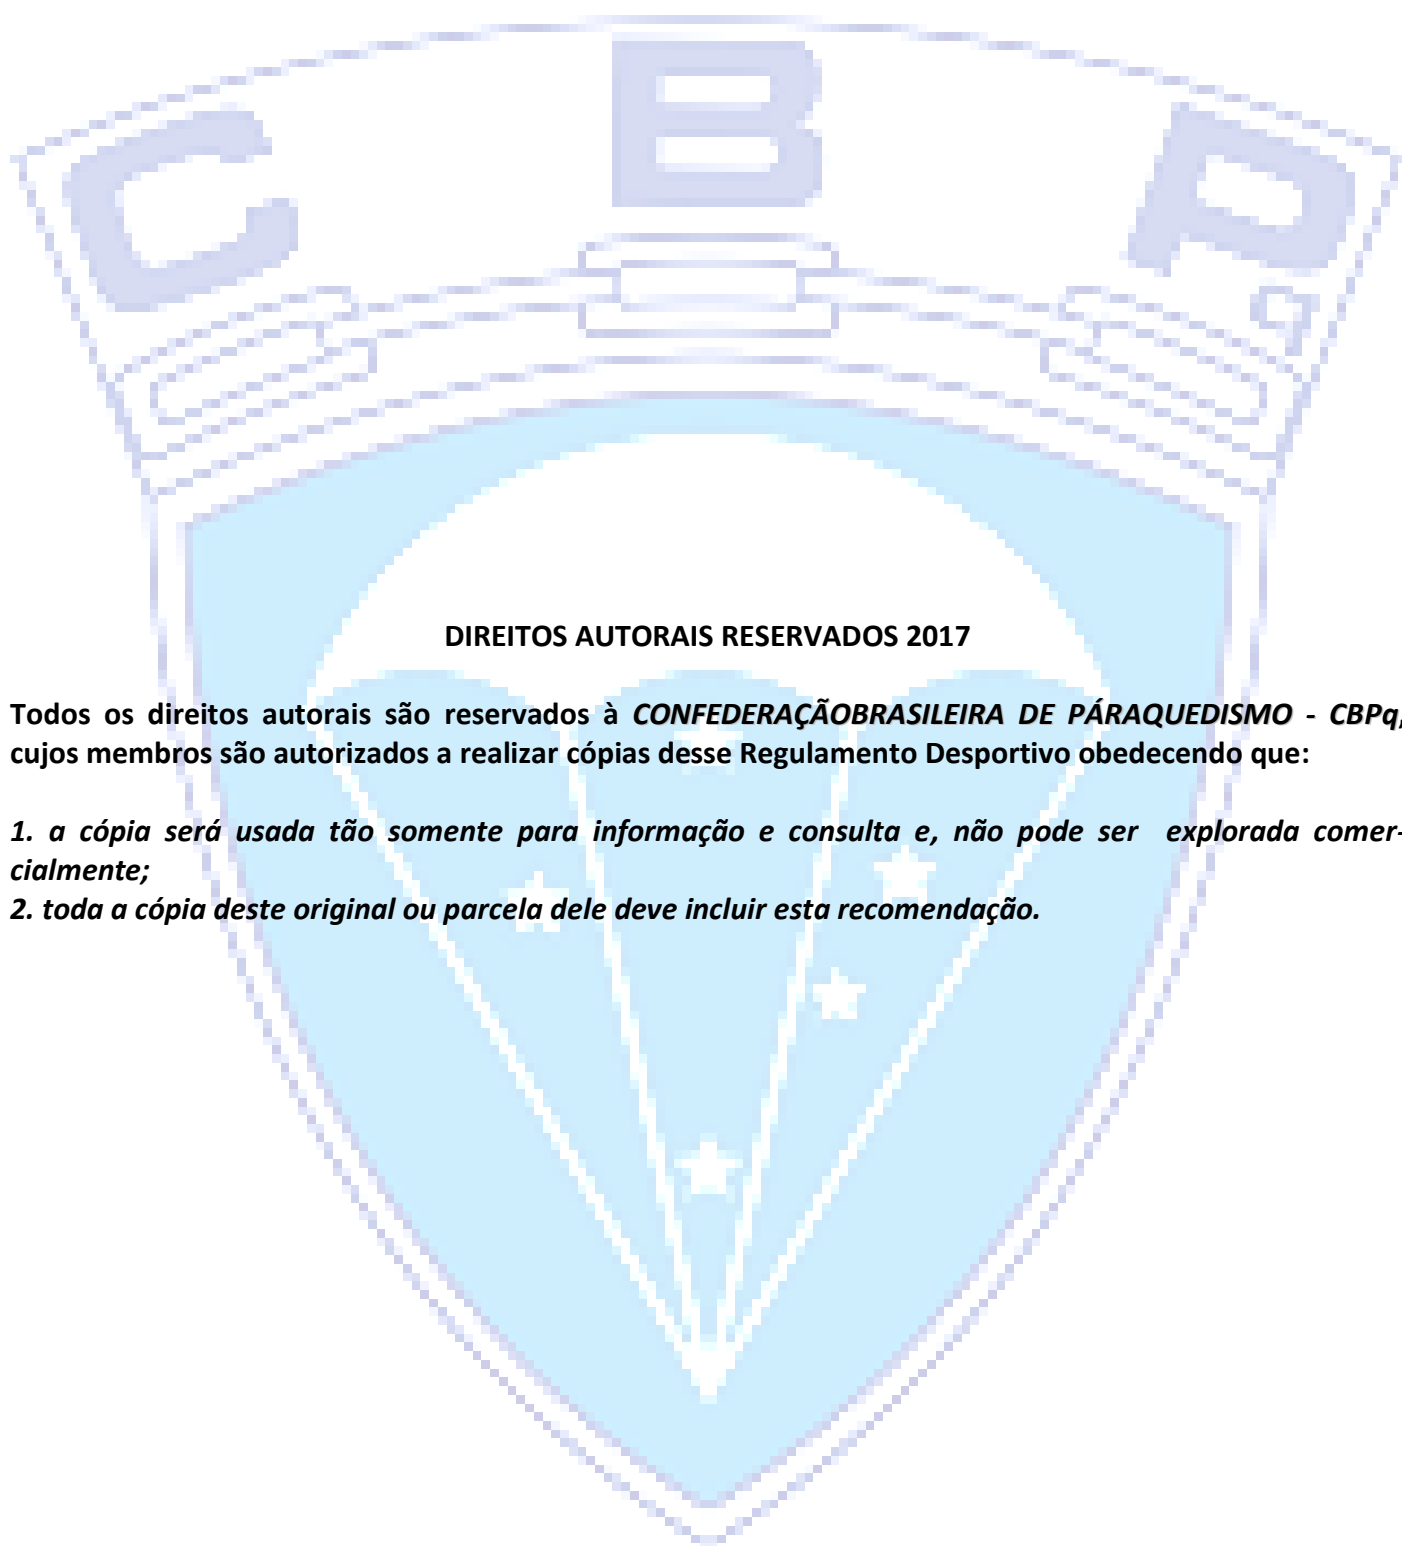 C B Pq
DIREITOS AUTORAIS RESERVADOS 2017
Todos os direitos autorais são reservados à CONFEDERAÇÃOBRASILEIRA DE PÁRAQUEDISMO - CBPq,
cujos membros são autorizados a realizar cópias desse Regulamento Desportivo obedecendo que:
1. a cópia será usada tão somente para informação e consulta e, não pode ser explorada comer-
cialmente;
2. toda a cópia deste original ou parcela dele deve incluir esta recomendação.